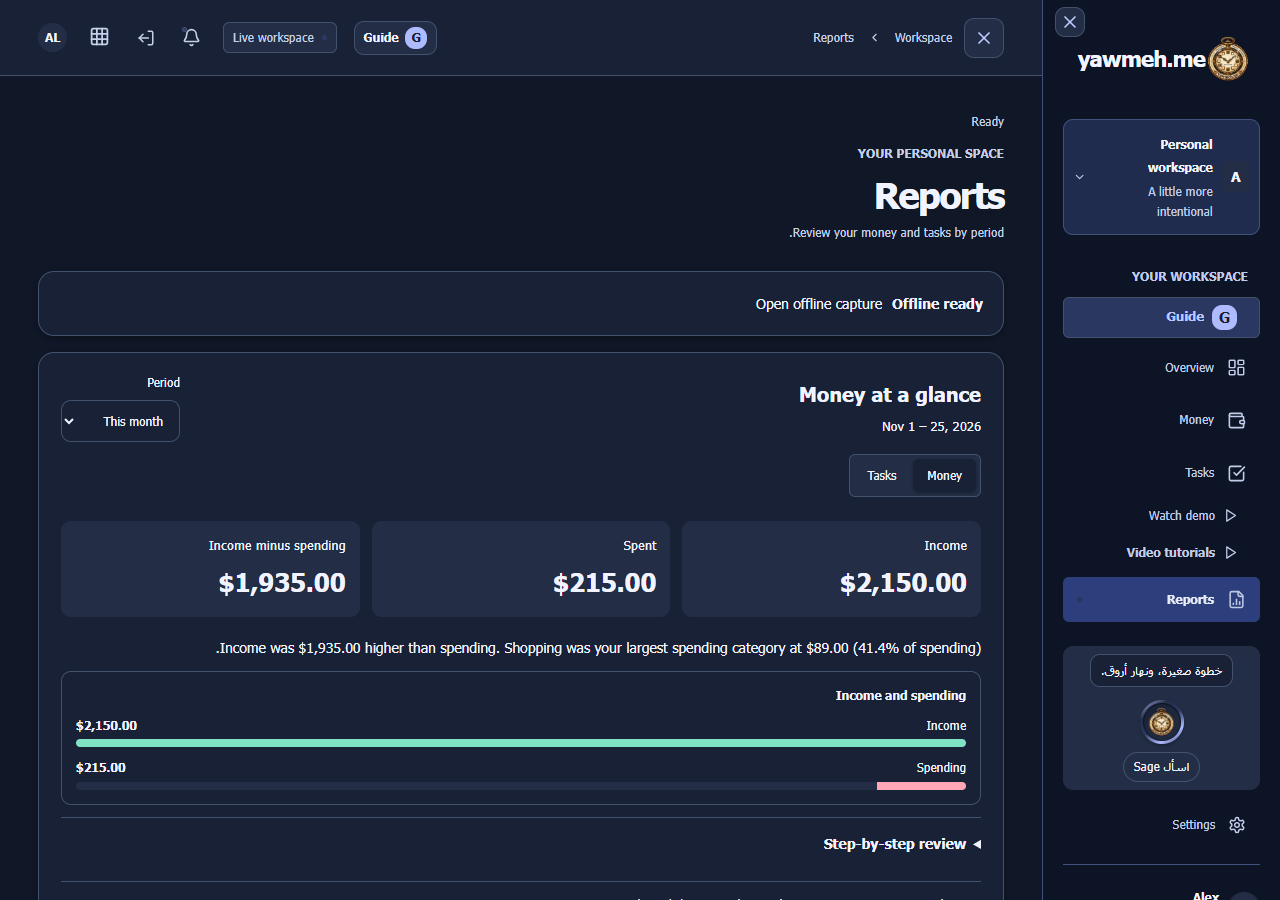 AL
Live workspace
Guide G
Reports
Workspace
yawmeh.me
Personal workspace
A little more intentional
A
YOUR WORKSPACE
Guide G
Overview
Money
Tasks
Watch demo
Video tutorials
Reports
خطوة صغيرة، ونهار أروق.
اسأل Sage
Settings
Alex
Ready
YOUR PERSONAL SPACE
Reports
.Review your money and tasks by period
Open offline capture Offline ready
Money at a glance
Nov 1 – 25, 2026
Period
This month
Tasks Money
Income minus spending
$1,935.00
Spent
$215.00
Income
$2,150.00
.Income was $1,935.00 higher than spending. Shopping was your largest spending category at $89.00 (41.4% of spending)
Income and spending
$2,150.00 Income
$215.00 Spending
Step-by-step review